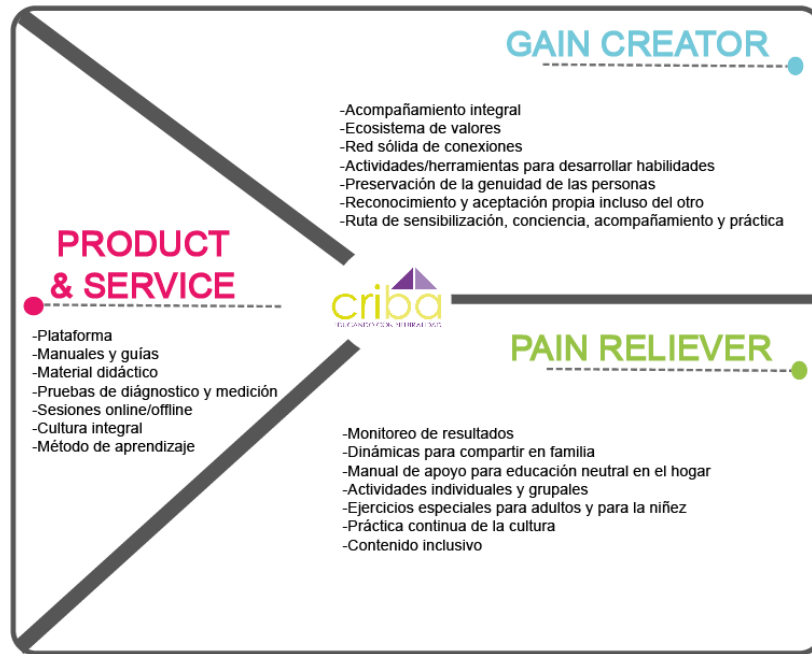 GAIN CREATOR
-Acompañamiento integral
-Ecosistema de valores
-Red sólida de conexiones
-Actividades/herramientas para desarrollar habilidades
-Preservación de la genuidad de las personas
-Reconocimiento y aceptación propia incluso del otro
-Ruta de sensibilización, conciencia, acompañamiento y práctica
PRODUCT
& SERVICE
-Plataforma
-Manuales y guías
-Material didáctico
-Pruebas de diágnostico y medición
-Sesiones online/offline
-Cultura integral
-Método de aprendizaje
criba
EDUCANDO CON NEUTRALIDAD
PAIN RELIEVER
-Monitoreo de resultados
-Dinámicas para compartir en familia
-Manual de apoyo para educación neutral en el hogar
-Actividades individuales y grupales
-Ejercicios especiales para adultos y para la niñez
-Práctica continua de la cultura
-Contenido inclusivo